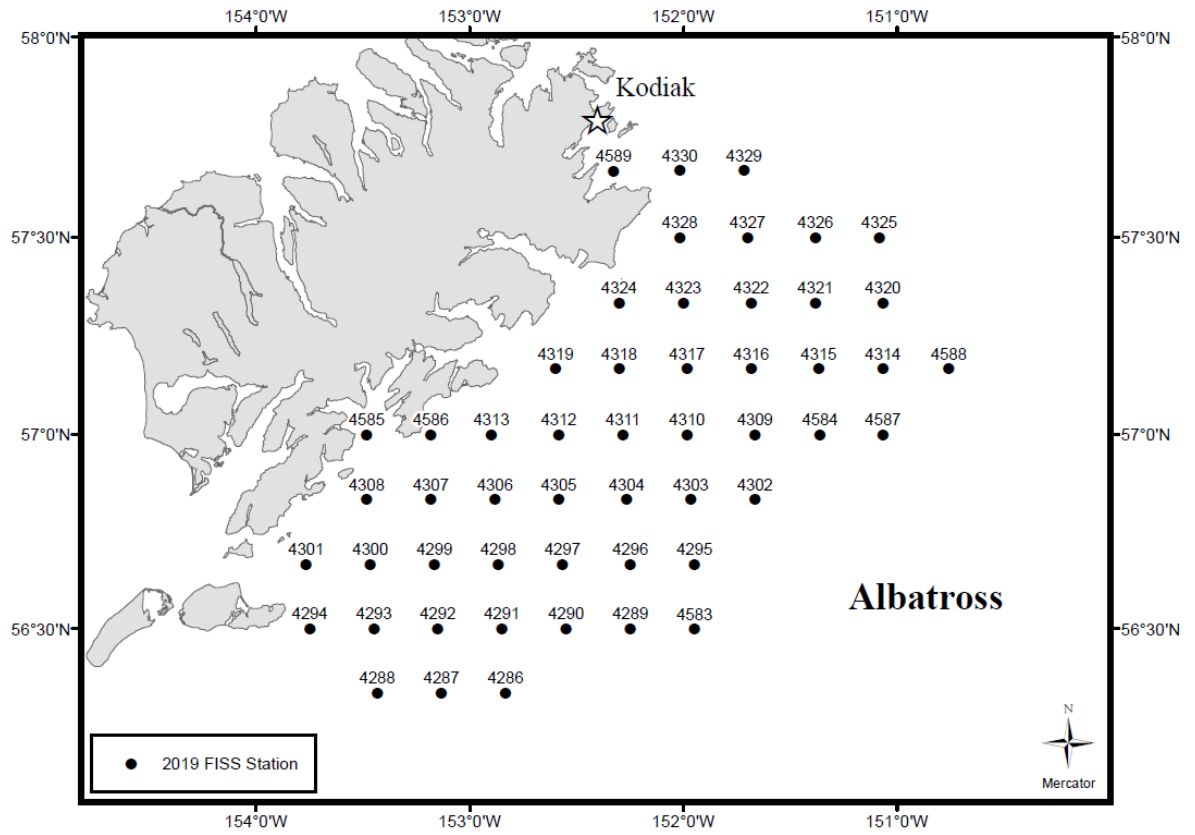 154°0'W 153°0'W 152°0'W 151°0'W
58°0'N 58°0'N
Kodiak
4589 4330 4329
4328 4327 4326 4325
57°30'N 57°30'N
4324 4323 4322 4321 4320
4319 4318 4317 4316 4315 4314 4588
4585 4586 4313 4312 4311 4310 4309 4584 4587
57°0'N 57°0'N
4308 4307 4306 4305 4304 4303 4302
4301 4300 4299 4298 4297 4296 4295
Albatross
4294 4293 4292 4291 4290 4289 4583
56°30'N 56°30'N
4288 4287 4286
N
2019 FISS Station
Mercator
154°0'W 153°0'W 152°0'W 151°0'W